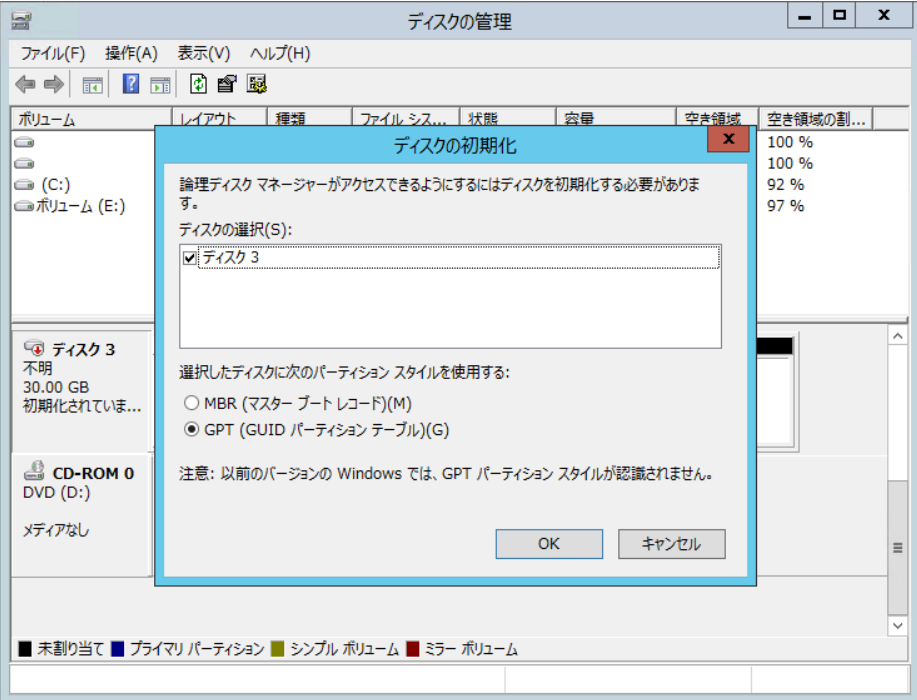 ディスクの管理
ファイル(F) 操作(A) 表示(V) ヘルプ(H)
ボリューム レイアウト 種類 ファイル シス... 状態 容量 空き領域 空き領域の割...
100 %
100 %
(C:) 92 %
ボリューム (E:) 97 %
ディスクの初期化
x
論理ディスク マネージャーがアクセスできるようにするにはディスクを初期化する必要がありま
す。
ディスクの選択(S):
ディスク 3
選択したディスクに次のパーティション スタイルを使用する:
MBR (マスター ブート レコード)(M)
GPT (GUID パーティション テーブル)(G)
注意: 以前のバージョンの Windows では、GPT パーティション スタイルが認識されません。
OK キャンセル
ディスク 3
不明
30.00 GB
初期化されていま...
CD-ROM 0
DVD (D:)
メディアなし
未割り当て プライマリ パーティション シンプル ボリューム ミラー ボリューム